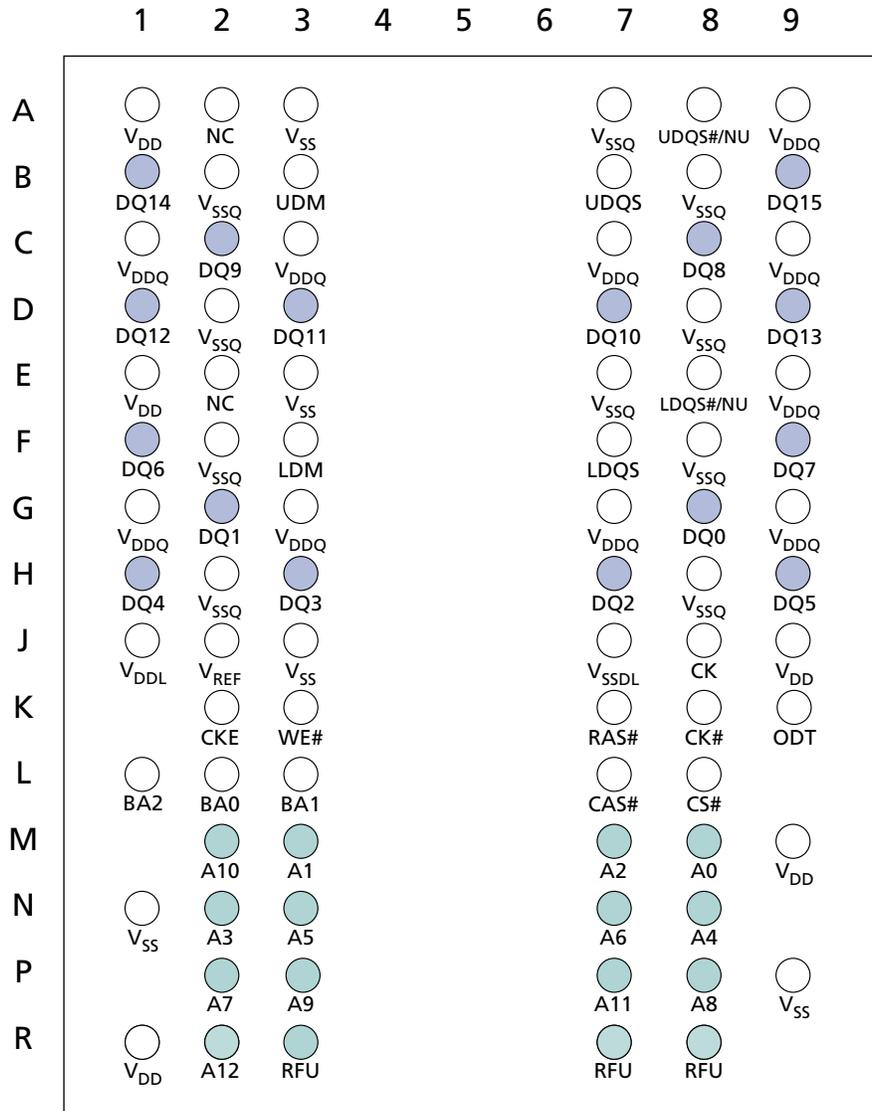 1 2 3 4 5 6 7 8 9
A
VDD NC VSS VSSQ UDQS#/NU VDDQ
B
DQ14 VSSQ UDM UDQS VSSQ DQ15
C
VDDQ DQ9 VDDQ VDDQ DQ8 VDDQ
D
DQ12 VSSQ DQ11 DQ10 VSSQ DQ13
E
VDD NC VSS VSSQ LDQS#/NU VDDQ
F
DQ6 VSSQ LDM LDQS VSSQ DQ7
G
VDDQ DQ1 VDDQ VDDQ DQ0 VDDQ
H
DQ4 VSSQ DQ3 DQ2 VSSQ DQ5
J
VDDL VREF VSS VSSDL CK VDD
K
CKE WE# RAS# CK# ODT
L
BA2 BA0 BA1 CAS# CS#
M
A10 A1 A2 A0 VDD
N
VSS A3 A5 A6 A4
P
A7 A9 A11 A8 VSS
R
VDD A12 RFU RFU RFU